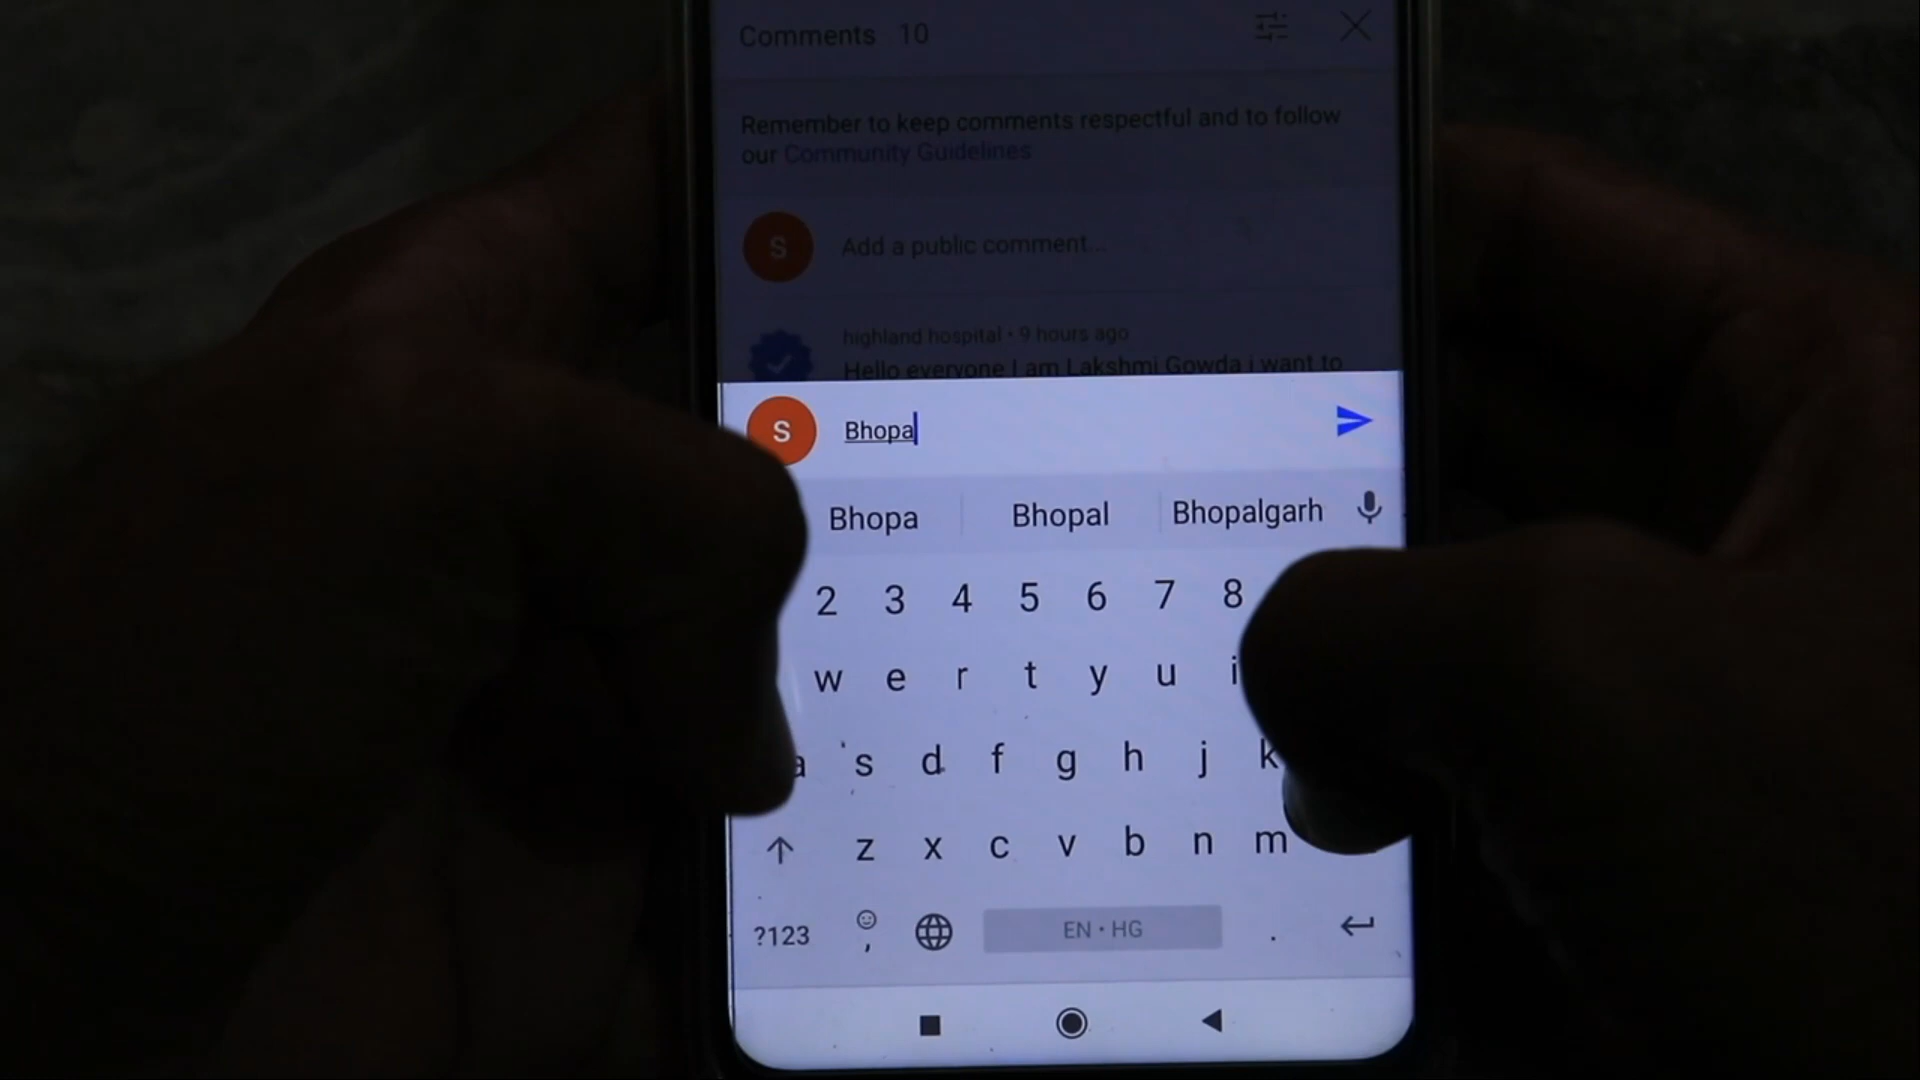 Comments 10
Remember to keep comments respectful and to follow
our Community Guidelines
S
Add a public comment...
highland hospital • 9 hours ago
Hello everyone I am Lakshmi Gowda i want to
S
Bhopa
Bhopa Bhopal Bhopalgarh
2 3 4 5 6 7 8
w e r t y u i
a s d f g h j k
z x c v b n m
?123 , EN • HG .